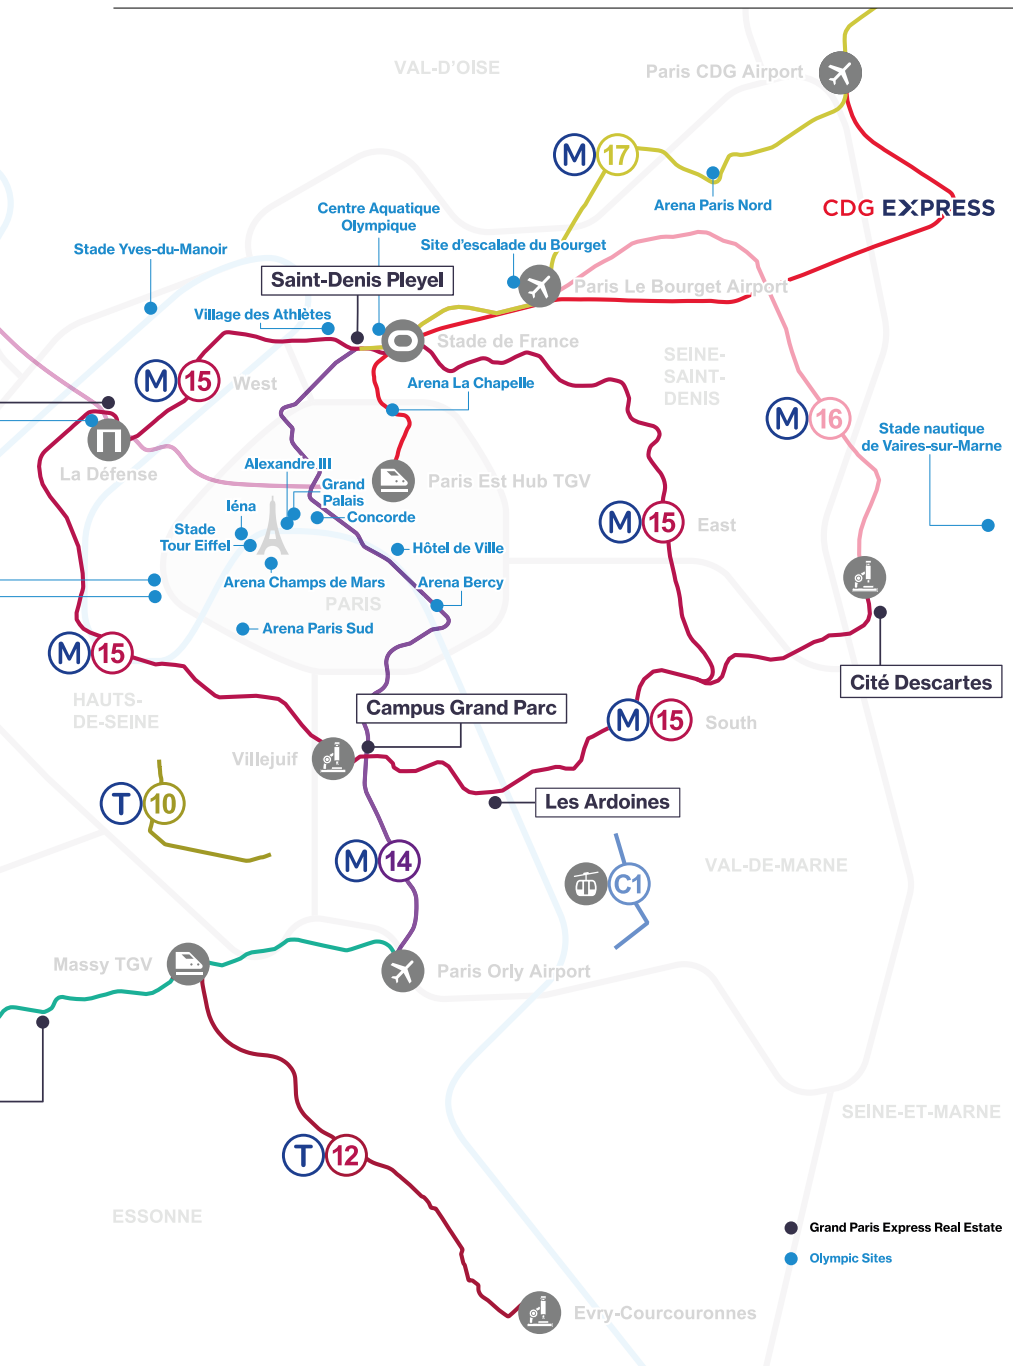 VAL-D'OISE
Paris CDG Airport
M 17
Arena Paris Nord
CDG EXPRESS
Centre Aquatique
Olympique
Stade Yves-du-Manoir
Site d'escalade du Bourget
Saint-Denis Pleyel
Paris Le Bourget Airport
Village des Athlètes
Stade de France
SEINE-
SAINT-
DENIS
M 15 West
Arena La Chapelle
M 16
Stade nautique
de Vaires-sur-Marne
La Défense
Alexandre III
Grand
Palais
Paris Est Hub TGV
Iéna
Concorde
Stade
Tour Eiffel
M 15 East
Hôtel de Ville
Arena Champs de Mars
Arena Bercy
PARIS
Arena Paris Sud
M 15
Cité Descartes
HAUTS-
DE-SEINE
Campus Grand Parc
M 15 South
Villejuif
T 10
Les Ardoines
M 14
VAL-DE-MARNE
C1
Massy TGV
Paris Orly Airport
SEINE-ET-MARNE
T 12
ESSONNE
Grand Paris Express Real Estate
Olympic Sites
Evry-Courcouronnes